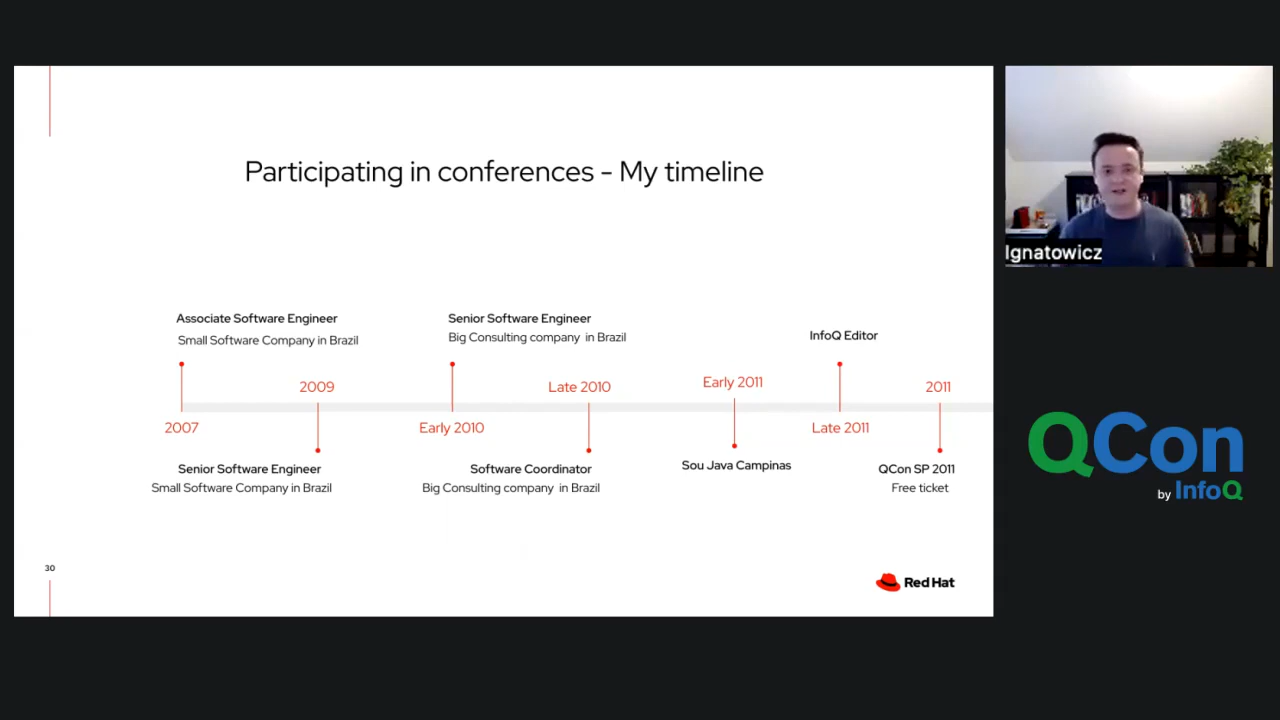 Participating in conferences - My timeline
Associate Software Engineer
Small Software Company in Brazil
Senior Software Engineer
Big Consulting company in Brazil
InfoQ Editor
2009
Late 2010
Early 2011
2011
2007
Early 2010
Late 2011
Senior Software Engineer
Small Software Company in Brazil
Software Coordinator
Big Consulting company in Brazil
Sou Java Campinas
QCon SP 2011
Free ticket
30
Red Hat
Ignatowicz
QCon
by InfoQ